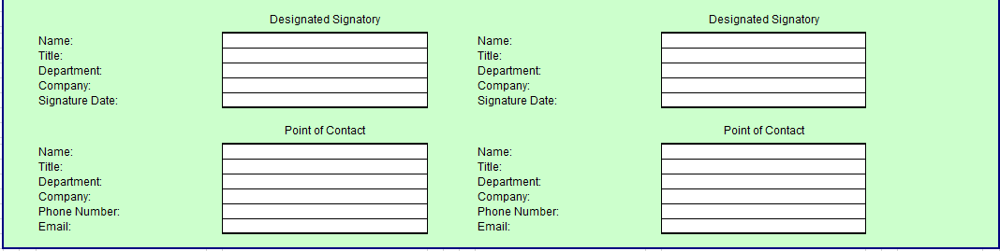 Designated Signatory Designated Signatory
Name: Name:
Title: Title:
Department: Department:
Company: Company:
Signature Date: Signature Date:
Point of Contact Point of Contact
Name: Name:
Title: Title:
Department: Department:
Company: Company:
Phone Number: Phone Number:
Email: Email: